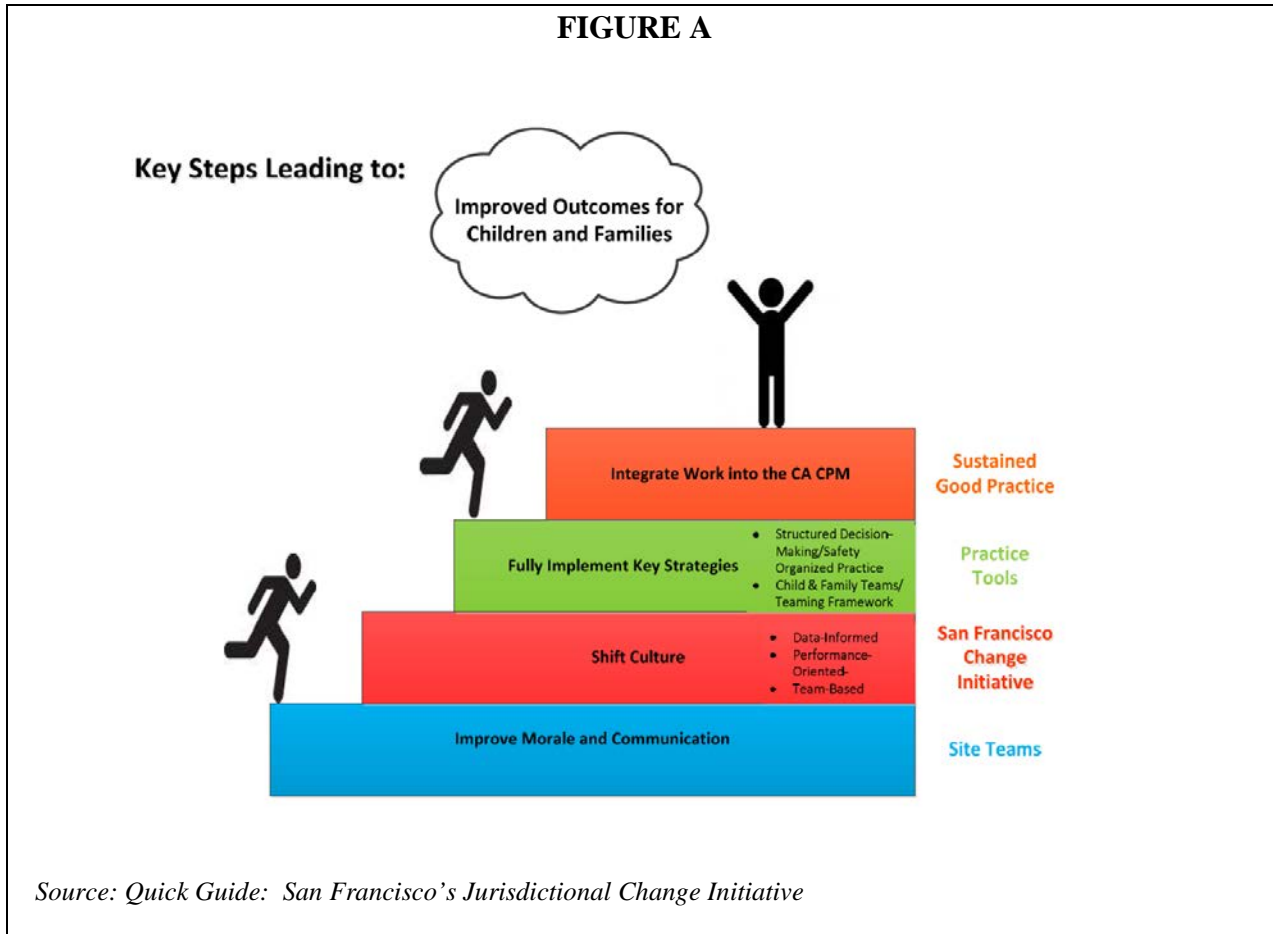 FIGURE A
Key Steps Leading to:
Improved Outcomes for
Children and Families
Integrate Work into the CA CPM
Sustained
Good Practice
Fully Implement Key Strategies
• Structured Decision-
Making/Safety
Organized Practice
• Child & Family Teams/
Teaming Framework
Practice
Tools
Shift Culture
• Data-Informed
• Performance-
Oriented-
• Team-Based
San Francisco
Change
Initiative
Improve Morale and Communication
Site Teams
Source: Quick Guide: San Francisco's Jurisdictional Change Initiative